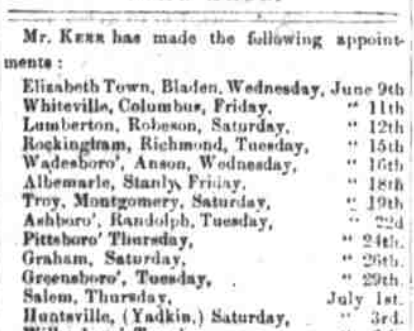 Mr. KERR has made the following appoint-
ments :
Elizabeth Town, Bladen, Wednesday, June 9th
Whiteville, Columbus, Friday, " 11th
Lumberton, Robeson, Saturday, " 12th
Rockingham, Richmond, Tuesday, " 15th
Wadesboro', Anson, Wednesday, " 16th
Albemarle, Stanly, Friday, " 18th
Troy, Montgomery, Saturday, " 19th
Ashboro', Randolph, Tuesday, " 22d
Pittsboro' Thursday, " 24th.
Graham, Saturday, " 26th.
Greensboro', Tuesday, " 29th.
Salem, Thursday, July 1st.
Huntsville, (Yadkin,) Saturday, " 3rd.